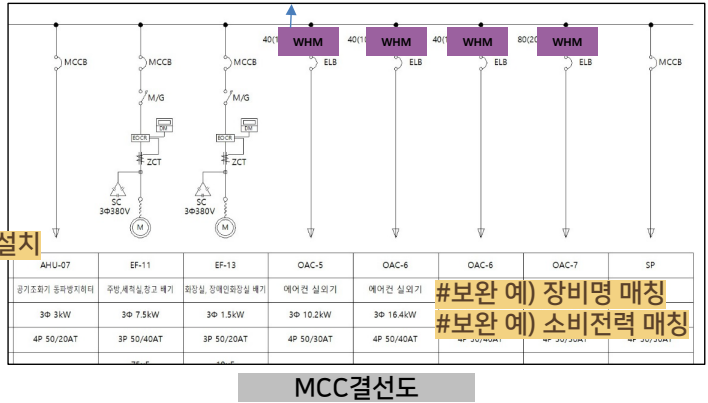 40(1 WHM 40(1 WHM 40(1 WHM 80(20 WHM
MCCB MCCB MCCB ELB ELB ELB ELB MCCB
M/G M/G
DM DM
EOCR EOCR
ZCT ZCT
SC SC
3Φ380V 3Φ380V
M M
설치
AHU-07 EF-11 EF-13 OAC-5 OAC-6 OAC-6 OAC-7 SP
공기조화기 동파방지히터 주방,세척실,창고 배기 화장실, 장애인화장실 배기 에어컨 실외기 에어컨 실외기 #보완 예) 장비명 매칭
3Φ 3kW 3Φ 7.5kW 3Φ 1.5kW 3Φ 10.2kW 3Φ 16.4kW #보완 예) 소비전력 매칭
4P 50/20AT 3P 50/40AT 3P 50/20AT 4P 50/30AT 4P 50/40AT
MCC결선도